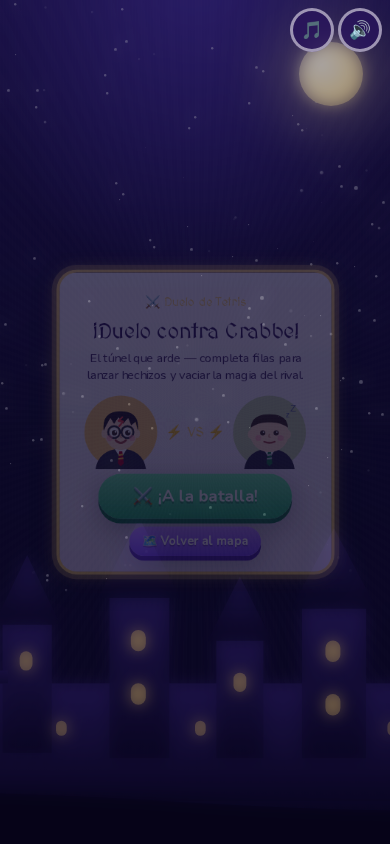 ⚔️ Duelo de Tetris
¡Duelo contra Crabbe!
El túnel que arde — completa filas para
lanzar hechizos y vaciar la magia del rival.
⚡ VS ⚡
z
⚔️ ¡A la batalla!
🗺️ Volver al mapa